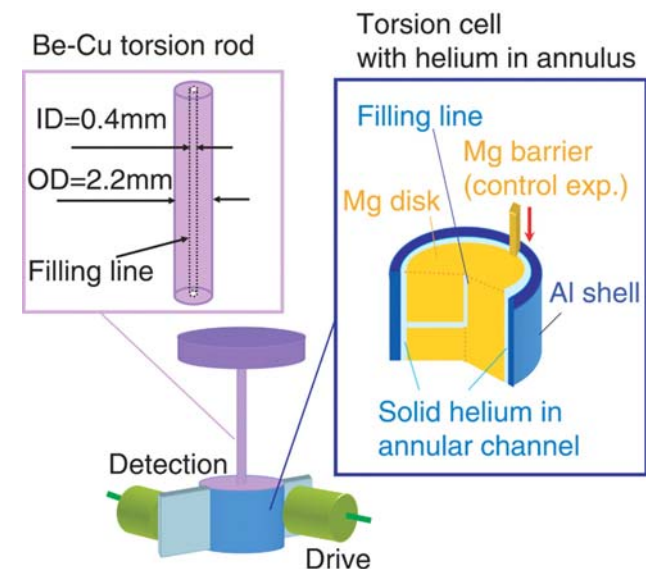 Be-Cu torsion rod
ID=0.4mm
OD=2.2mm
Filling line
Torsion cell
with helium in annulus
Filling line
Mg barrier
(control exp.)
Mg disk
Al shell
Solid helium in
annular channel
Detection
Drive